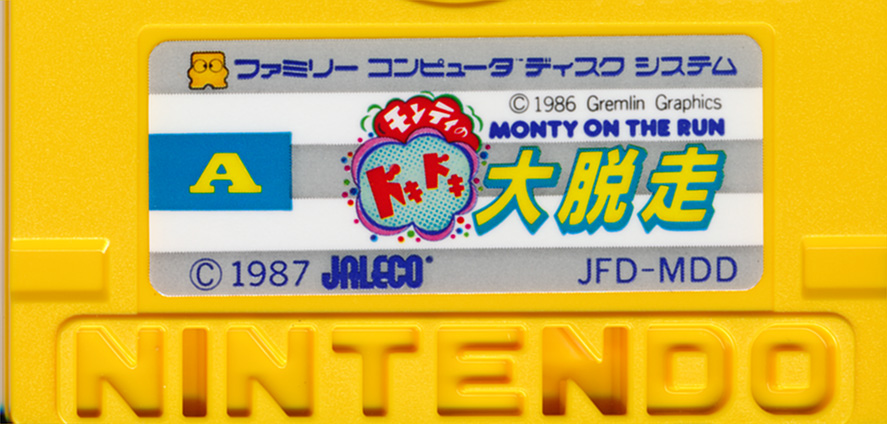 ファミリー コンピュータ™ ディスク システム
© 1986 Gremlin Graphics
MONTY ON THE RUN
モンティの
ドキドキ
大脱走
A
© 1987 JALECO®
JFD-MDD
NINTENDO